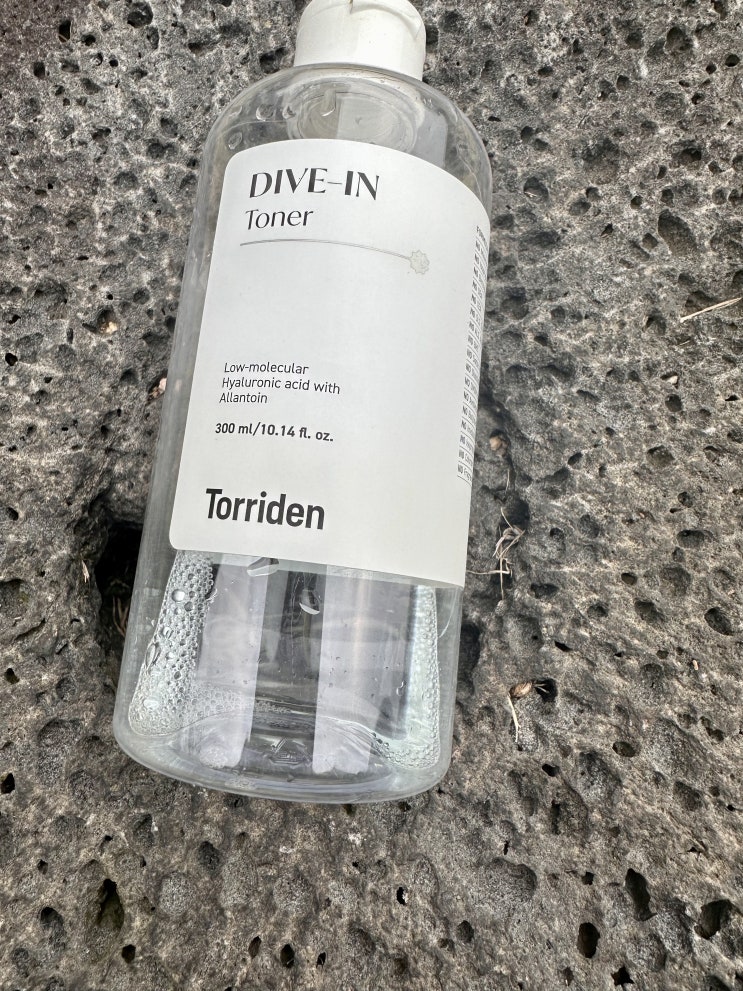 DIVE-IN
Toner
Low-molecular
Hyaluronic acid with
Allantoin
300 ml/10.14 fl. oz.
Torriden